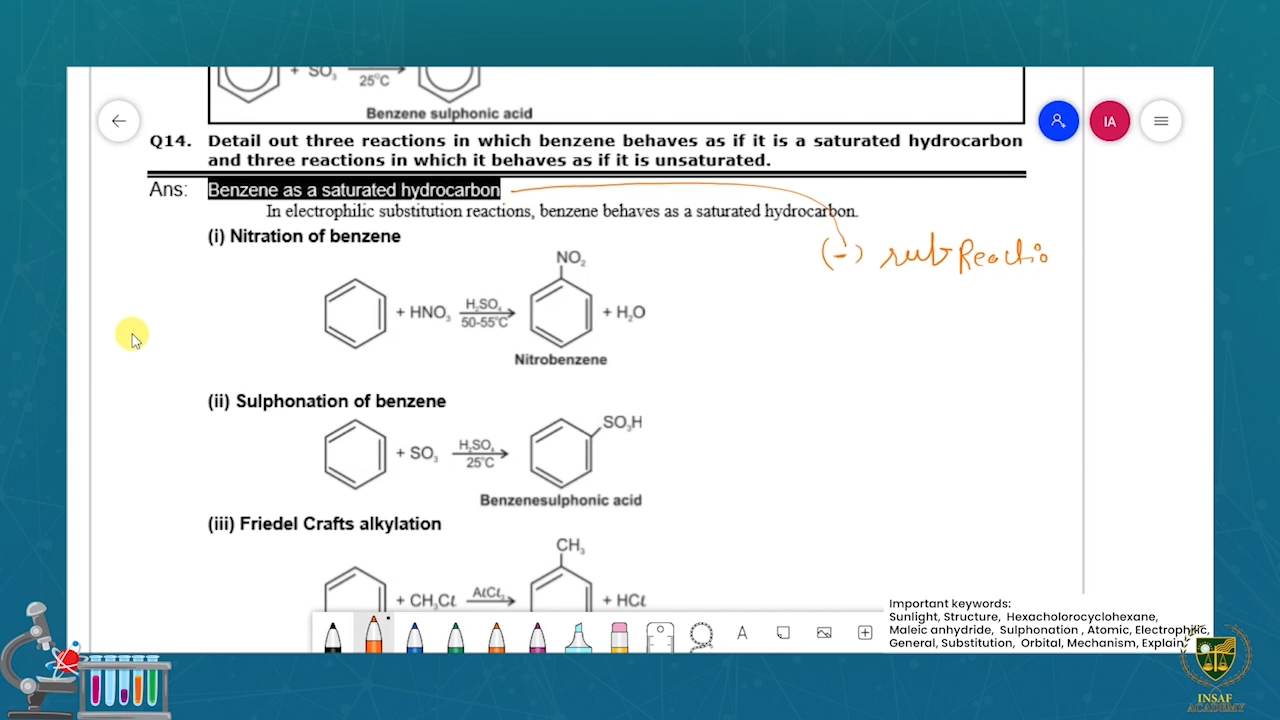 + SO3
25°C
Benzene sulphonic acid
Q14. Detail out three reactions in which benzene behaves as if it is a saturated hydrocarbon
and three reactions in which it behaves as if it is unsaturated.
Ans: Benzene as a saturated hydrocarbon
In electrophilic substitution reactions, benzene behaves as a saturated hydrocarbon.
(-) sub Reactio
(i) Nitration of benzene
NO2
+ HNO3 H2SO4 + H2O
50-55°C
Nitrobenzene
(ii) Sulphonation of benzene
SO3H
+ SO3 H2SO4
25°C
Benzenesulphonic acid
(iii) Friedel Crafts alkylation
CH3
+ CH3Cℓ AℓCℓ3 + HCℓ
A
IA
Important keywords:
Sunlight, Structure, Hexacholorocyclohexane,
Maleic anhydride, Sulphonation , Atomic, Electrophilic,
General, Substitution, Orbital, Mechanism, Explain
INSAF
ACADEMY